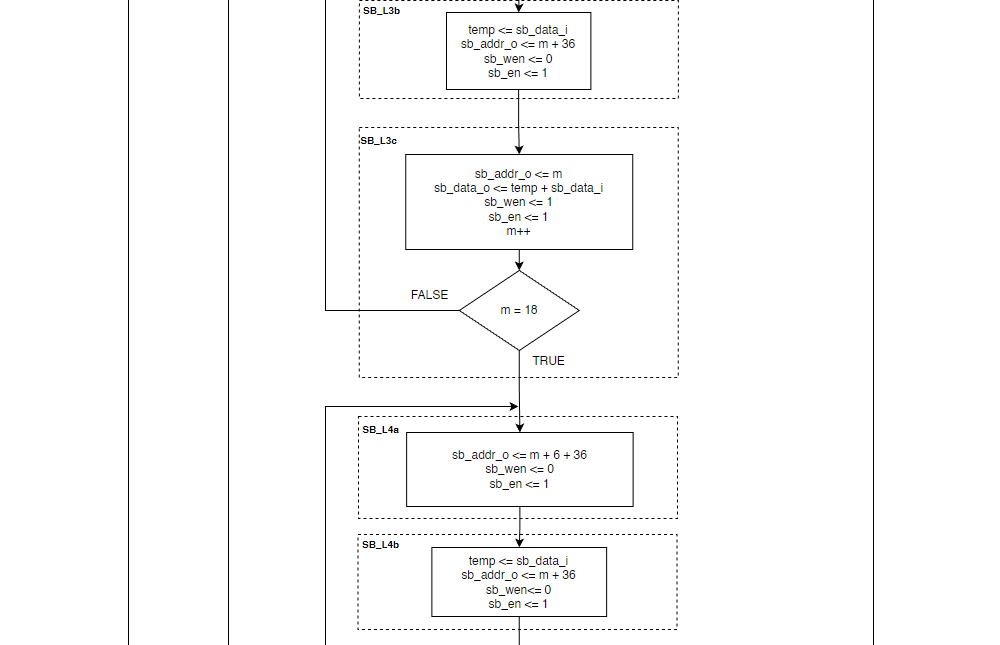 SB_L3b
temp <= sb_data_i
sb_addr_o <= m + 36
sb_wen <= 0
sb_en <= 1
SB_L3c
sb_addr_o <= m
sb_data_o <= temp + sb_data_i
sb_wen <= 1
sb_en <= 1
m++
FALSE
m = 18
TRUE
SB_L4a
sb_addr_o <= m + 6 + 36
sb_wen <= 0
sb_en <= 1
SB_L4b
temp <= sb_data_i
sb_addr_o <= m + 36
sb_wen<= 0
sb_en <= 1